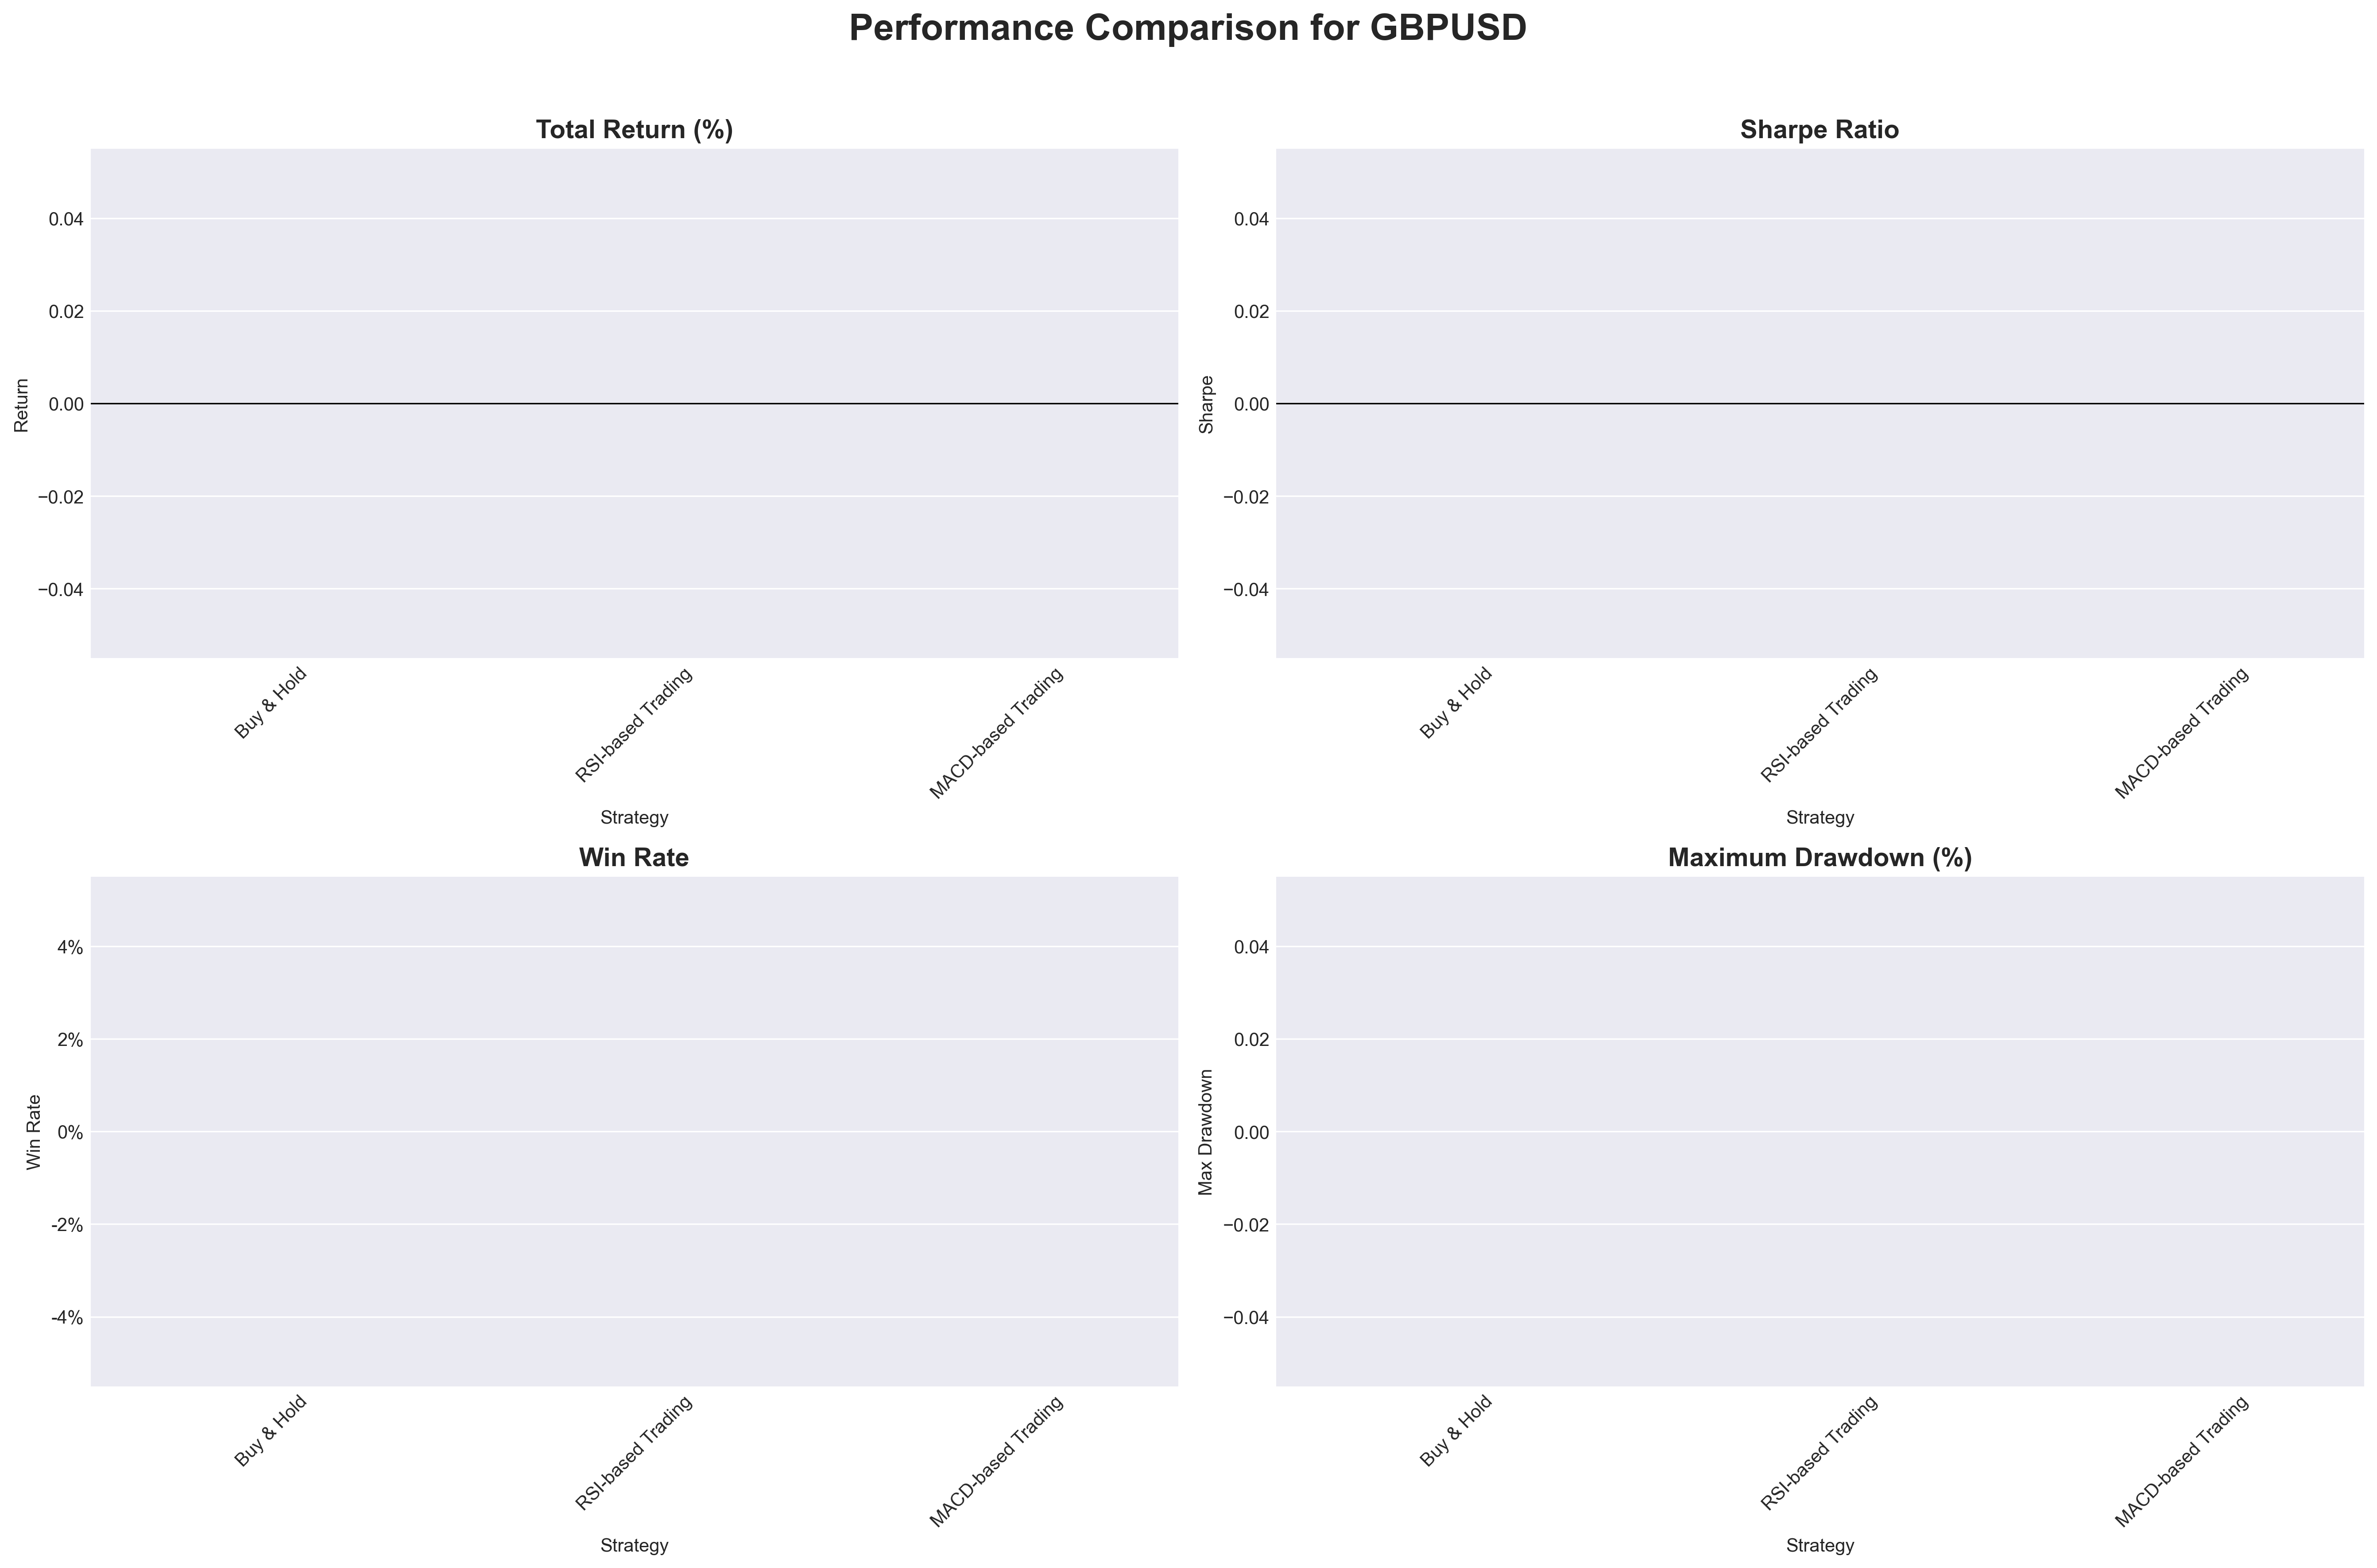 Performance Comparison for GBPUSD
Total Return (%)
0.04
0.02
0.00
−0.02
−0.04
Return
Buy & Hold
RSI-based Trading
MACD-based Trading
Strategy
Sharpe Ratio
0.04
0.02
0.00
−0.02
−0.04
Sharpe
Buy & Hold
RSI-based Trading
MACD-based Trading
Strategy
Win Rate
4%
2%
0%
-2%
-4%
Win Rate
Buy & Hold
RSI-based Trading
MACD-based Trading
Strategy
Maximum Drawdown (%)
0.04
0.02
0.00
−0.02
−0.04
Max Drawdown
Buy & Hold
RSI-based Trading
MACD-based Trading
Strategy